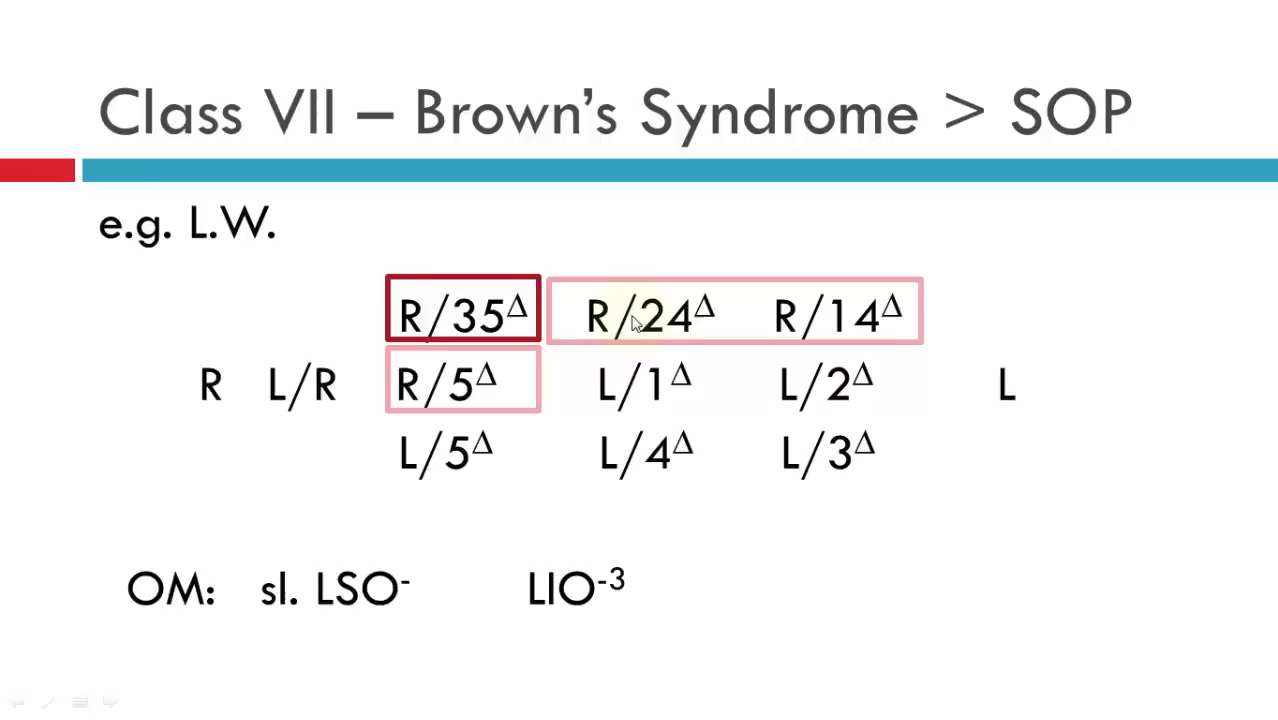 Class VII – Brown's Syndrome > SOP
e.g. L.W.
R/35Δ R/24Δ R/14Δ
R L/R R/5Δ L/1Δ L/2Δ L
L/5Δ L/4Δ L/3Δ
OM: sl. LSO⁻ LIO⁻³